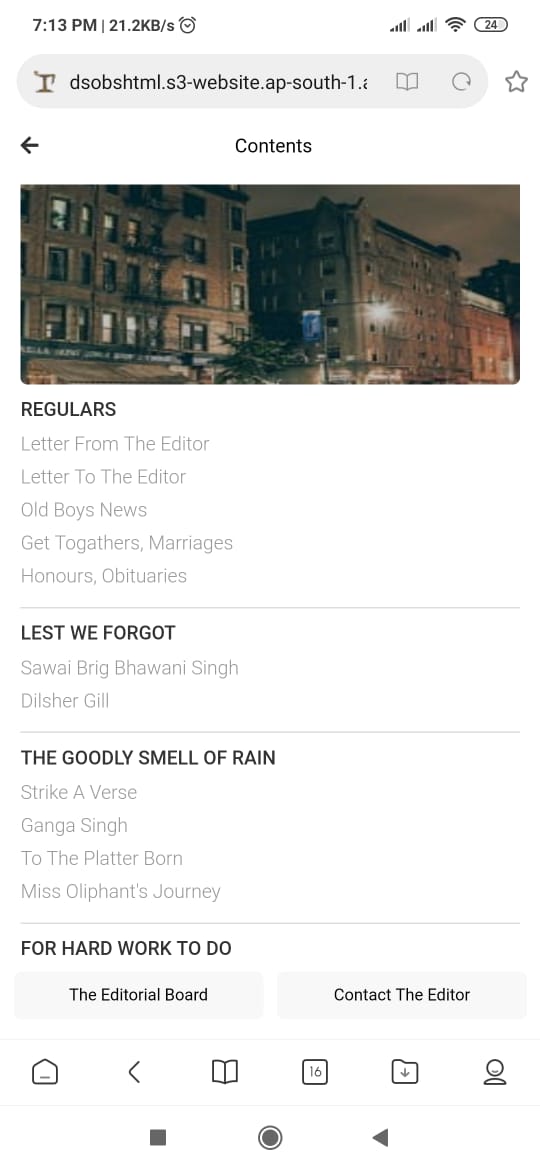 7:13 PM | 21.2KB/s
24
dsobshtml.s3-website.ap-south-1.a
Contents
REGULARS
Letter From The Editor
Letter To The Editor
Old Boys News
Get Togathers, Marriages
Honours, Obituaries
LEST WE FORGOT
Sawai Brig Bhawani Singh
Dilsher Gill
THE GOODLY SMELL OF RAIN
Strike A Verse
Ganga Singh
To The Platter Born
Miss Oliphant's Journey
FOR HARD WORK TO DO
The Editorial Board
Contact The Editor
16